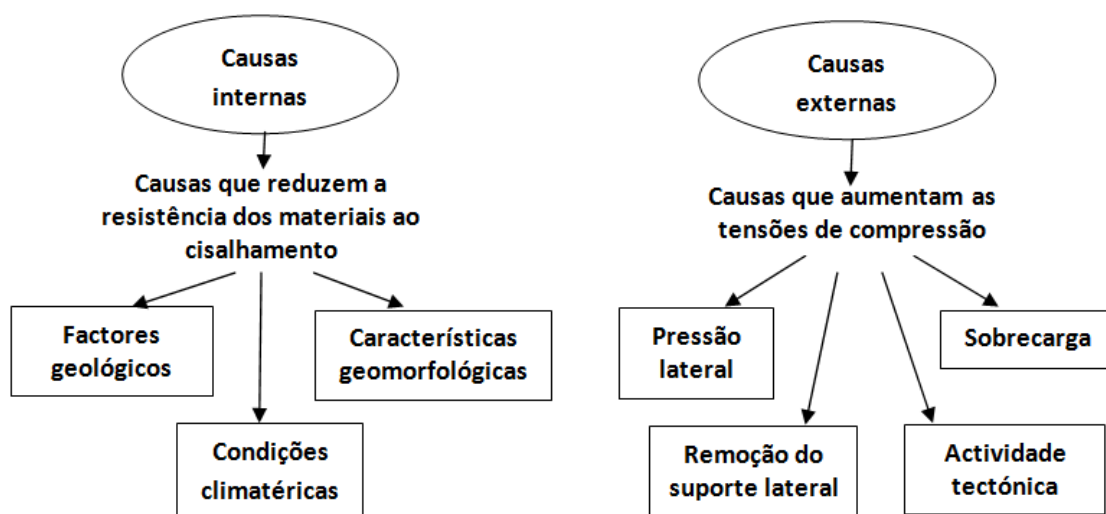 Causas
internas
Causas que reduzem a
resistência dos materiais ao
cisalhamento
Factores
geológicos
Características
geomorfológicas
Condições
climatéricas
Causas
externas
Causas que aumentam as
tensões de compressão
Pressão
lateral
Sobrecarga
Remoção do
suporte lateral
Actividade
tectónica